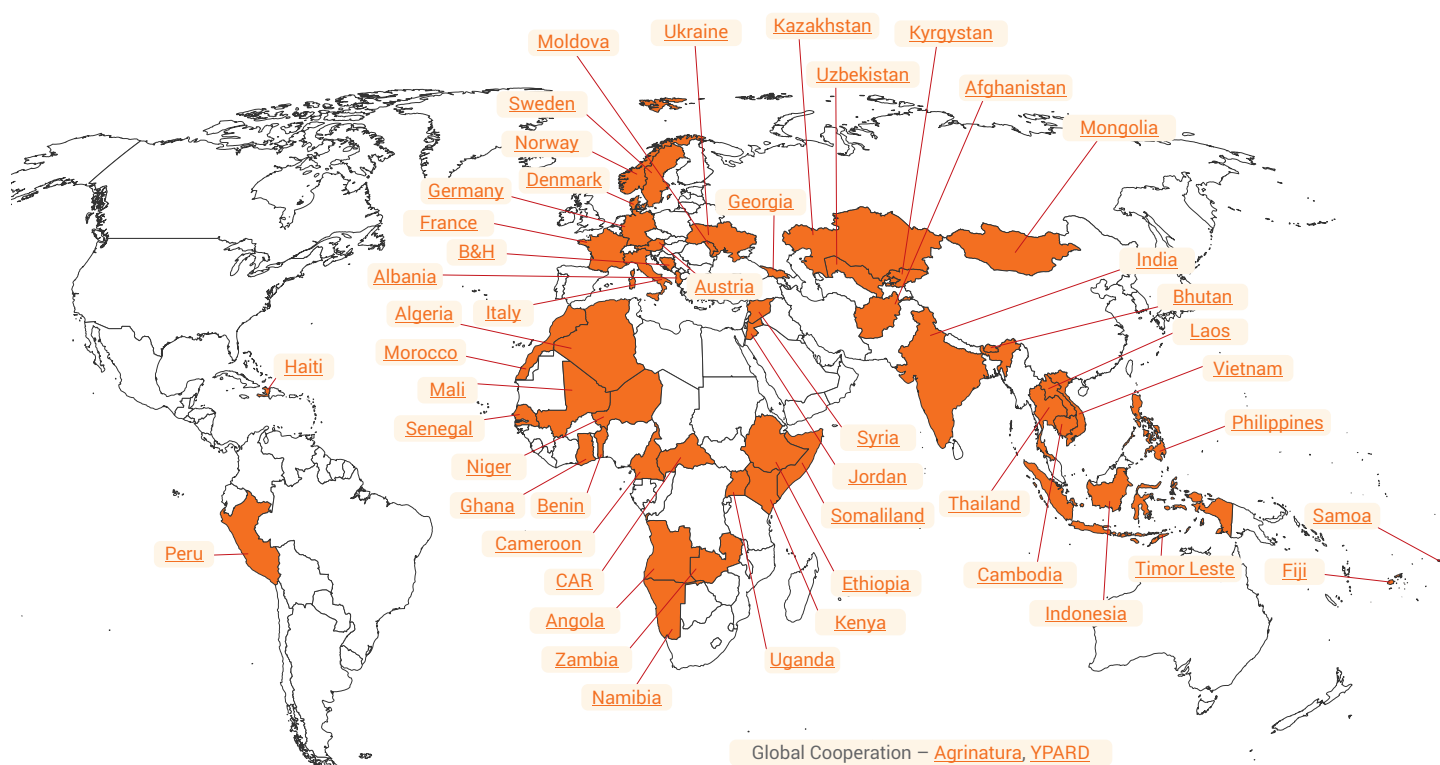 Kazakhstan
Ukraine
Kyrgystan
Moldova
Uzbekistan
Afghanistan
Sweden
Mongolia
Norway
Denmark
Germany
Georgia
France
B&H
India
Albania
Austria
Bhutan
Italy
Algeria
Laos
Morocco
Haiti
Vietnam
Mali
Philippines
Senegal
Syria
Niger
Jordan
Ghana
Benin
Thailand
Somaliland
Samoa
Cameroon
Peru
Timor Leste
Fiji
Cambodia
CAR
Ethiopia
Indonesia
Angola
Kenya
Zambia
Uganda
Namibia
Global Cooperation – Agrinatura, YPARD